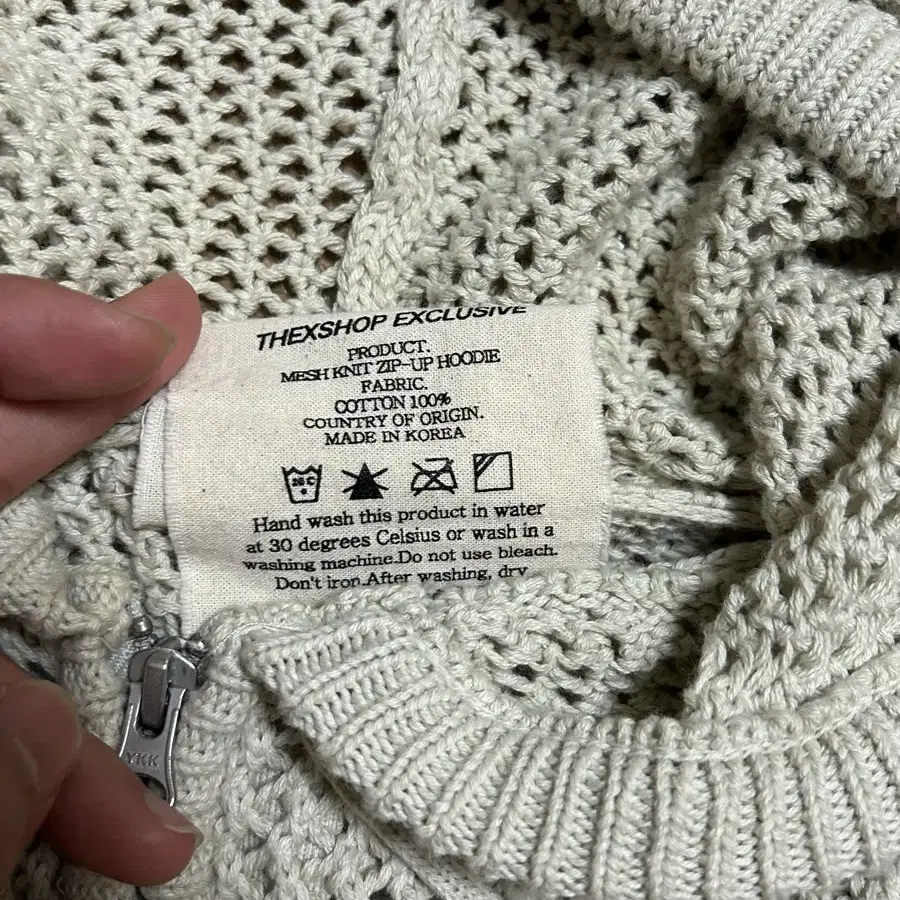 THEXSHOP EXCLUSIVE
PRODUCT.
MESH KNIT ZIP-UP HOODIE
FABRIC.
COTTON 100%
COUNTRY OF ORIGIN.
MADE IN KOREA
Hand wash this product in water
at 30 degrees Celsius or wash in a
washing machine.Do not use bleach.
Don't iron.After washing, dry
YKK